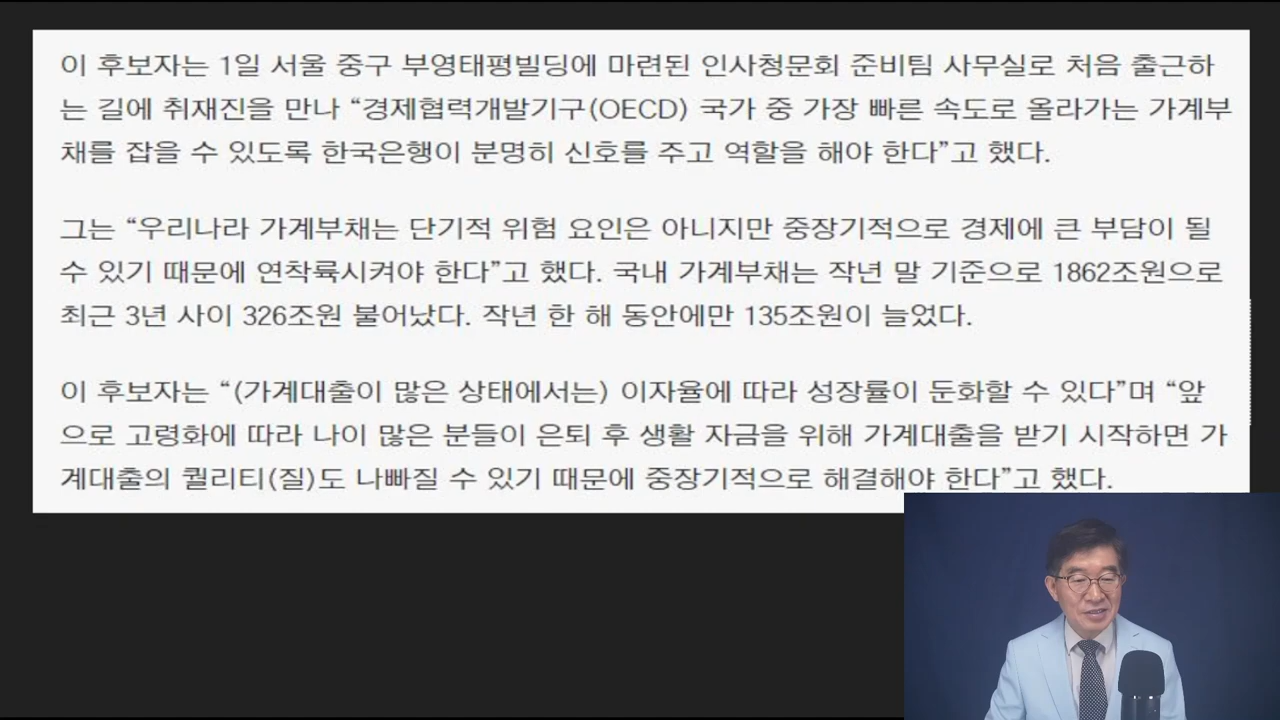 이 후보자는 1일 서울 중구 부영태평빌딩에 마련된 인사청문회 준비팀 사무실로 처음 출근하
는 길에 취재진을 만나 “경제협력개발기구(OECD) 국가 중 가장 빠른 속도로 올라가는 가계부
채를 잡을 수 있도록 한국은행이 분명히 신호를 주고 역할을 해야 한다”고 했다.
그는 “우리나라 가계부채는 단기적 위험 요인은 아니지만 중장기적으로 경제에 큰 부담이 될
수 있기 때문에 연착륙시켜야 한다”고 했다. 국내 가계부채는 작년 말 기준으로 1862조원으로
최근 3년 사이 326조원 불어났다. 작년 한 해 동안에만 135조원이 늘었다.
이 후보자는 “(가계대출이 많은 상태에서는) 이자율에 따라 성장률이 둔화할 수 있다”며 “앞
으로 고령화에 따라 나이 많은 분들이 은퇴 후 생활 자금을 위해 가계대출을 받기 시작하면 가
계대출의 퀄리티(질)도 나빠질 수 있기 때문에 중장기적으로 해결해야 한다”고 했다.